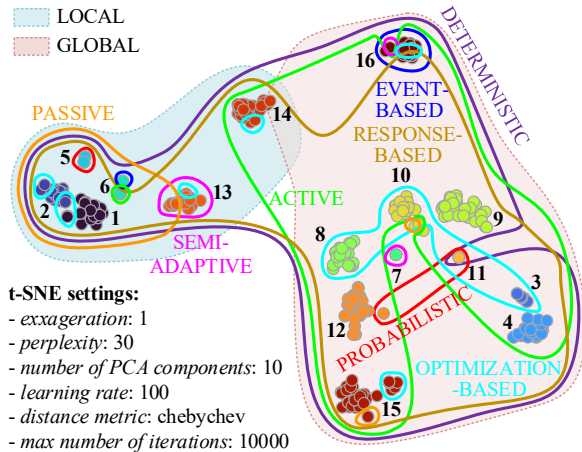 LOCAL
GLOBAL
PASSIVE
DETERMINISTIC
16
EVENT-
BASED
RESPONSE-
BASED
14
5
6
2
1
13
ACTIVE
10
9
8
SEMI-
ADAPTIVE
7
11
3
4
12
PROBABILISTIC
OPTIMIZATION
-BASED
15
t-SNE settings:
- exxageration: 1
- perplexity: 30
- number of PCA components: 10
- learning rate: 100
- distance metric: chebychev
- max number of iterations: 10000